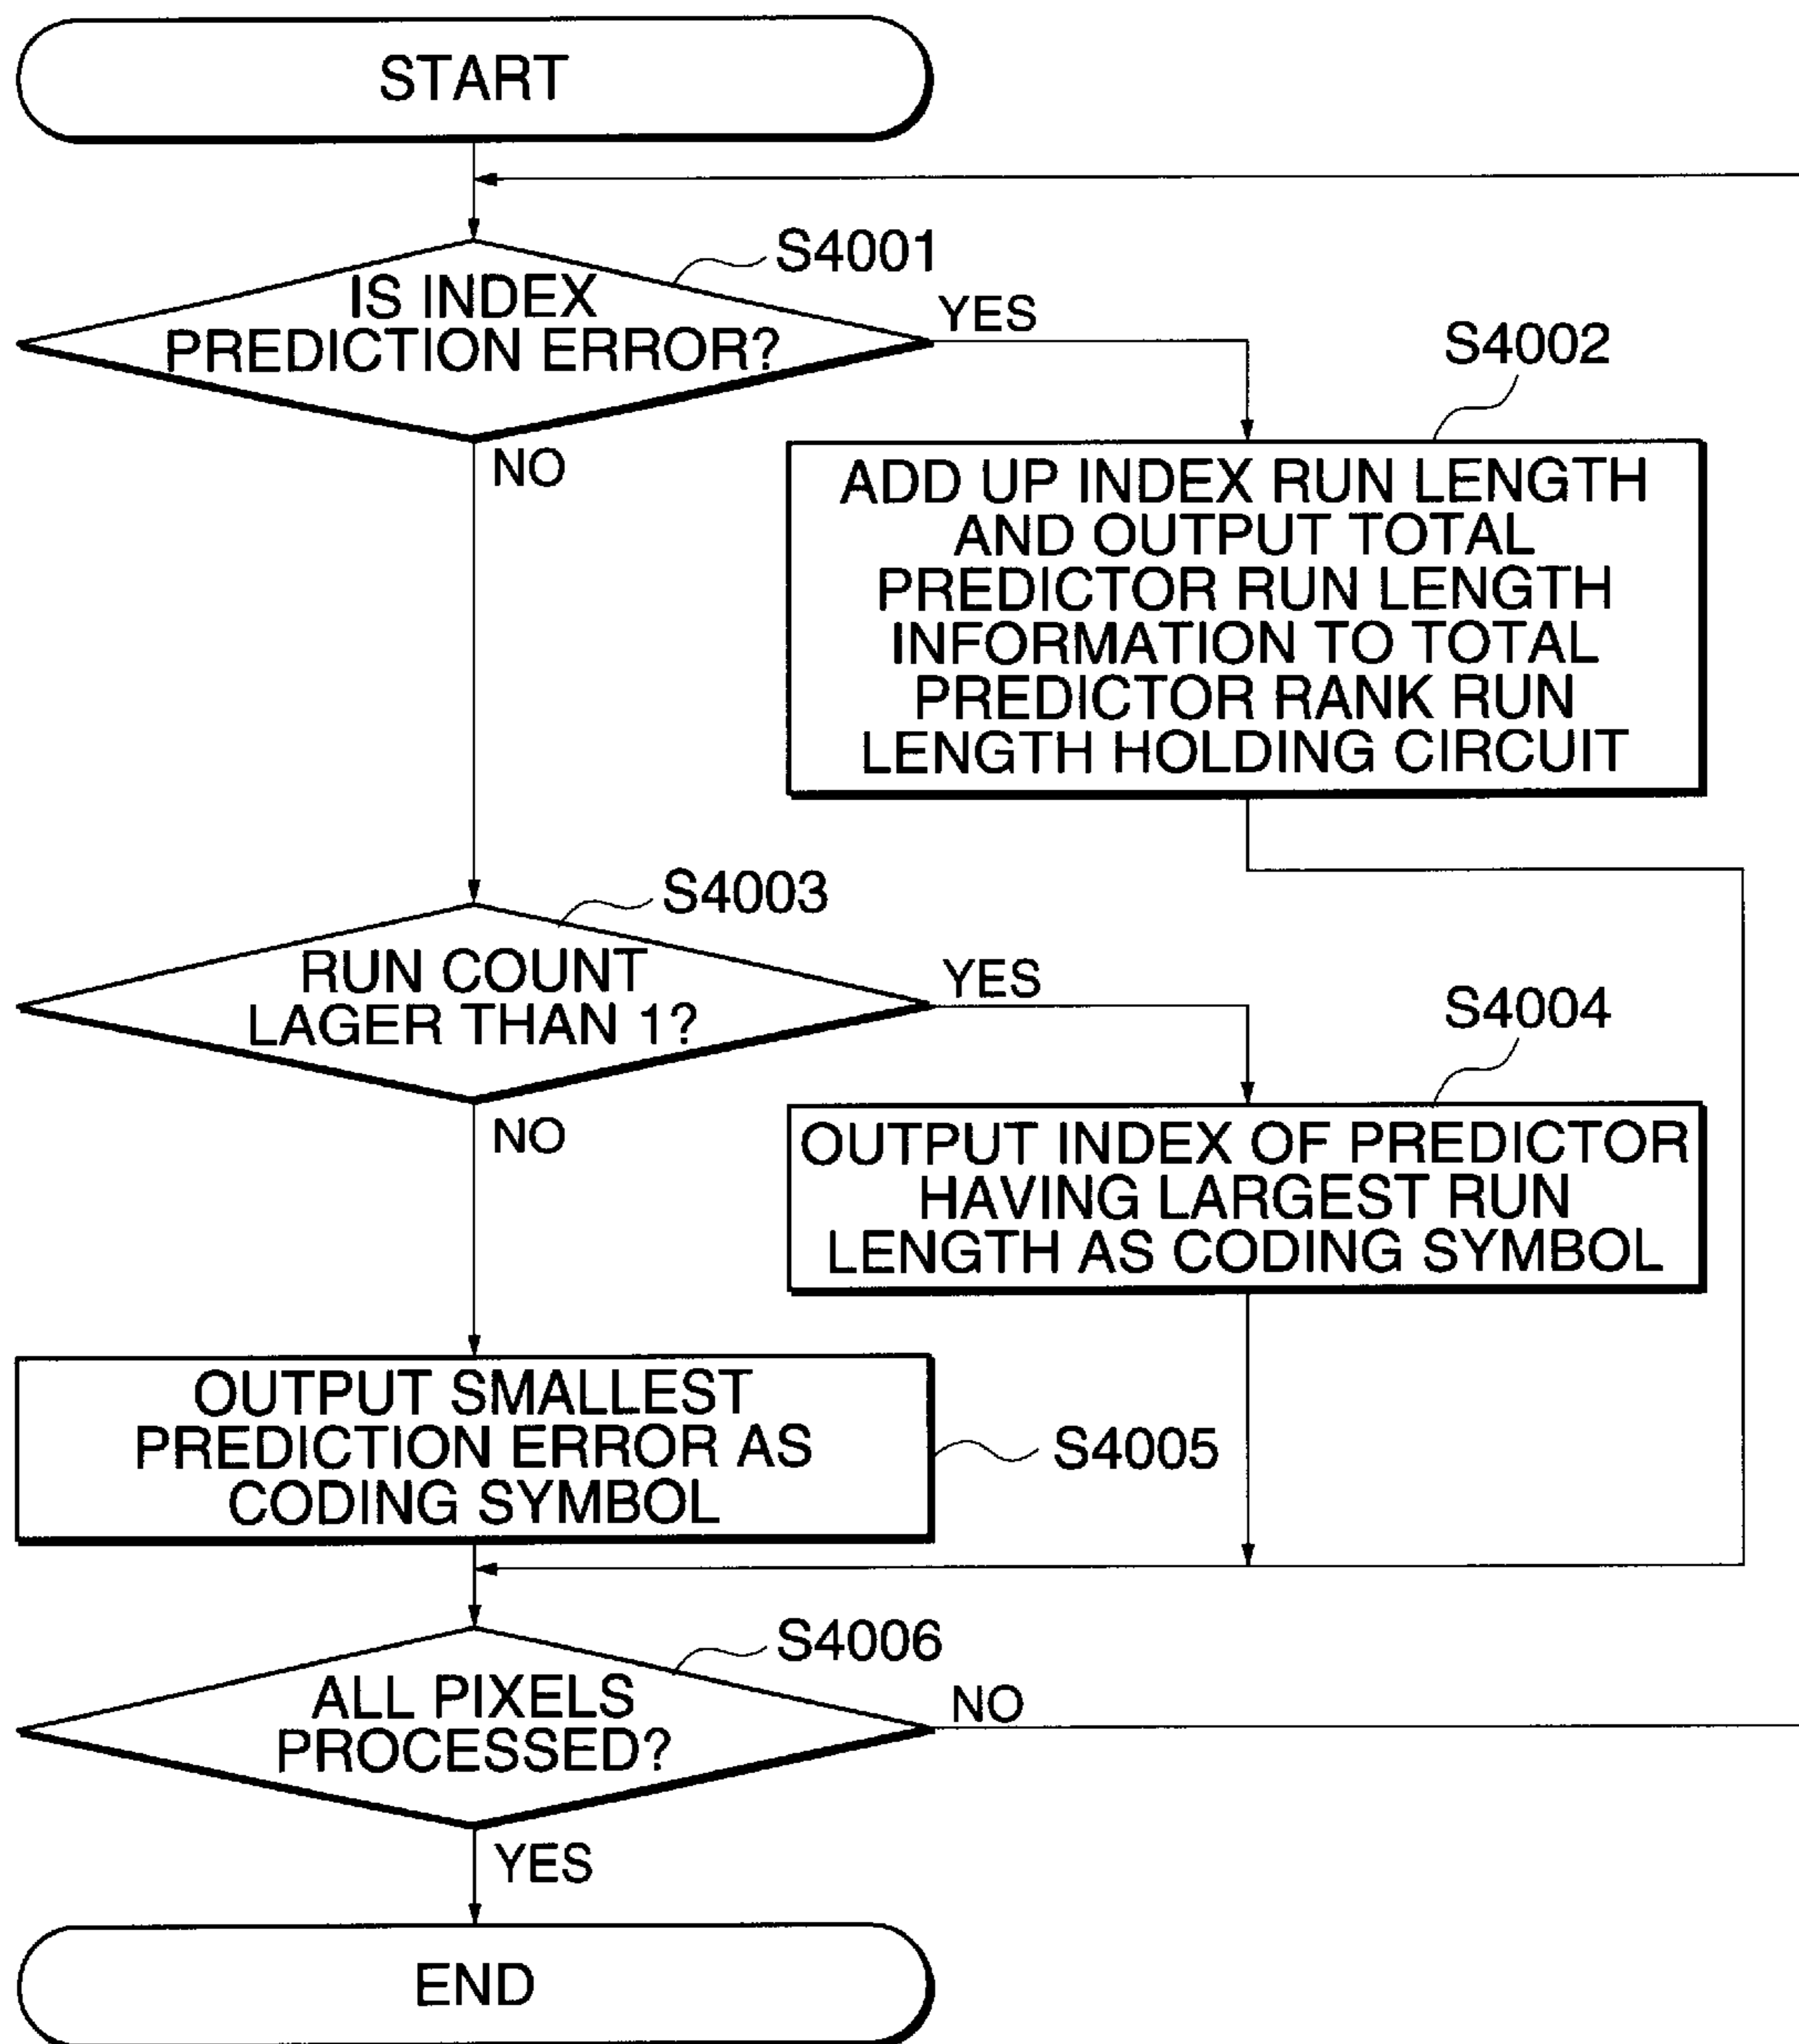 START
S4001
IS INDEX
PREDICTION ERROR?
YES
NO
S4002
ADD UP INDEX RUN LENGTH
AND OUTPUT TOTAL
PREDICTOR RUN LENGTH
INFORMATION TO TOTAL
PREDICTOR RANK RUN
LENGTH HOLDING CIRCUIT
S4003
RUN COUNT
LAGER THAN 1?
YES
NO
S4004
OUTPUT INDEX OF PREDICTOR
HAVING LARGEST RUN
LENGTH AS CODING SYMBOL
OUTPUT SMALLEST
PREDICTION ERROR AS
CODING SYMBOL
S4005
S4006
ALL PIXELS
PROCESSED?
NO
YES
END